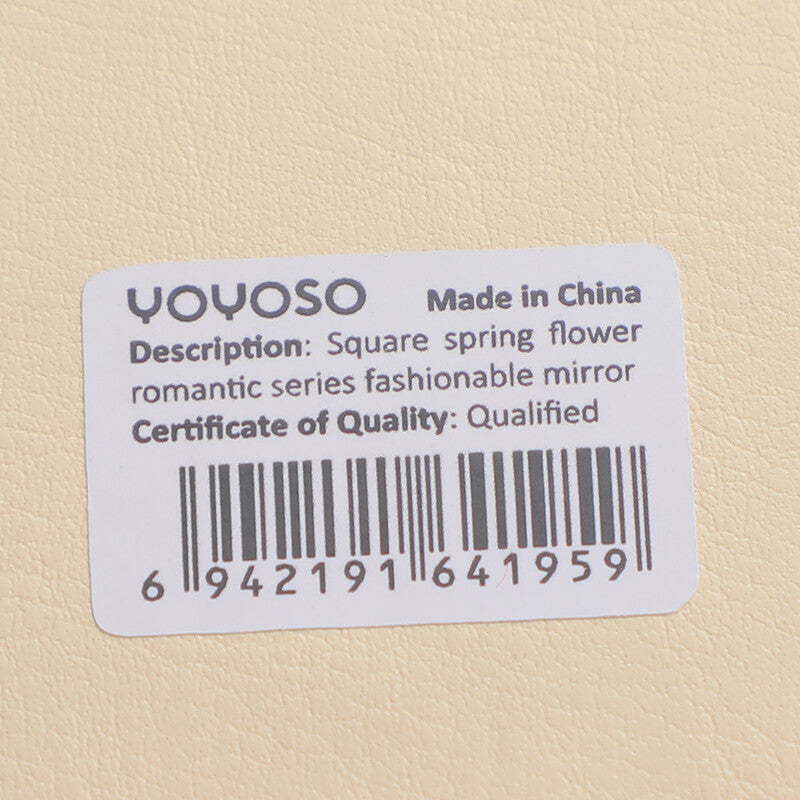 YOYOSO Made in China
Description: Square spring flower
romantic series fashionable mirror
Certificate of Quality: Qualified
6 942191 641959